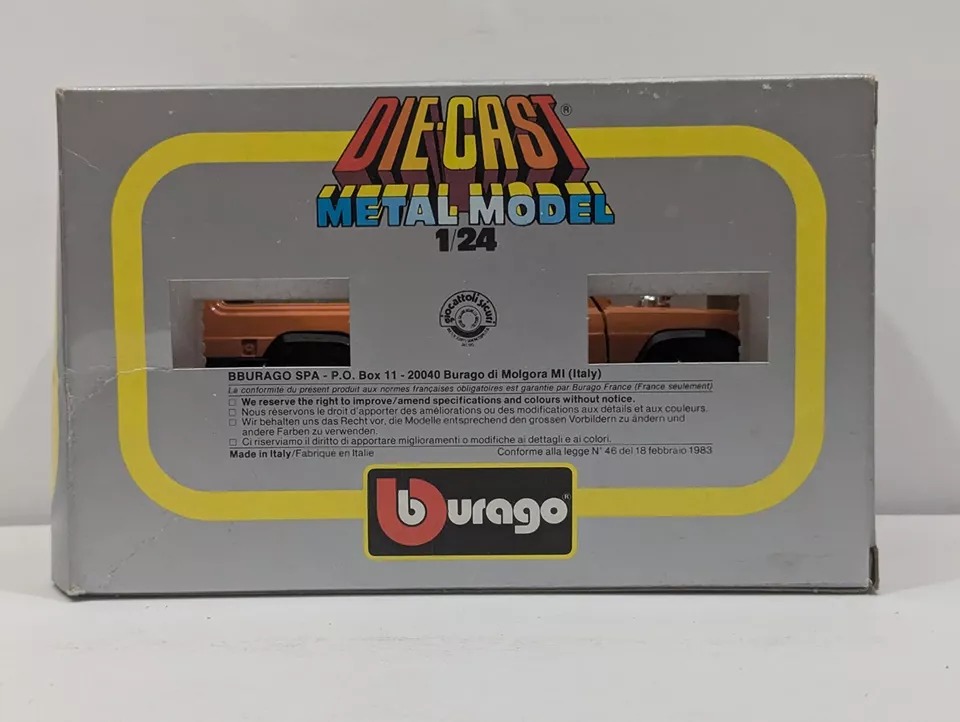 DIE-CAST®
METAL MODEL
1/24
giocattoli sicuri
BBURAGO SPA - P.O. Box 11 - 20040 Burago di Molgora MI (Italy)
La conformité du présent produit aux normes françaises obligatoires est garantie par Burago France (France seulement)
□ We reserve the right to improve/amend specifications and colours without notice.
□ Nous réservons le droit d'apporter des améliorations ou des modifications aux détails et aux couleurs.
□ Wir behalten uns das Recht vor, die Modelle entsprechend den grossen Vorbildern zu ändern und
andere Farben zu verwenden.
□ Ci riserviamo il diritto di apportare miglioramenti o modifiche ai dettagli e ai colori.
Made in Italy/Fabriqué en Italie
Conforme alla legge N° 46 del 18 febbraio 1983
bburago®